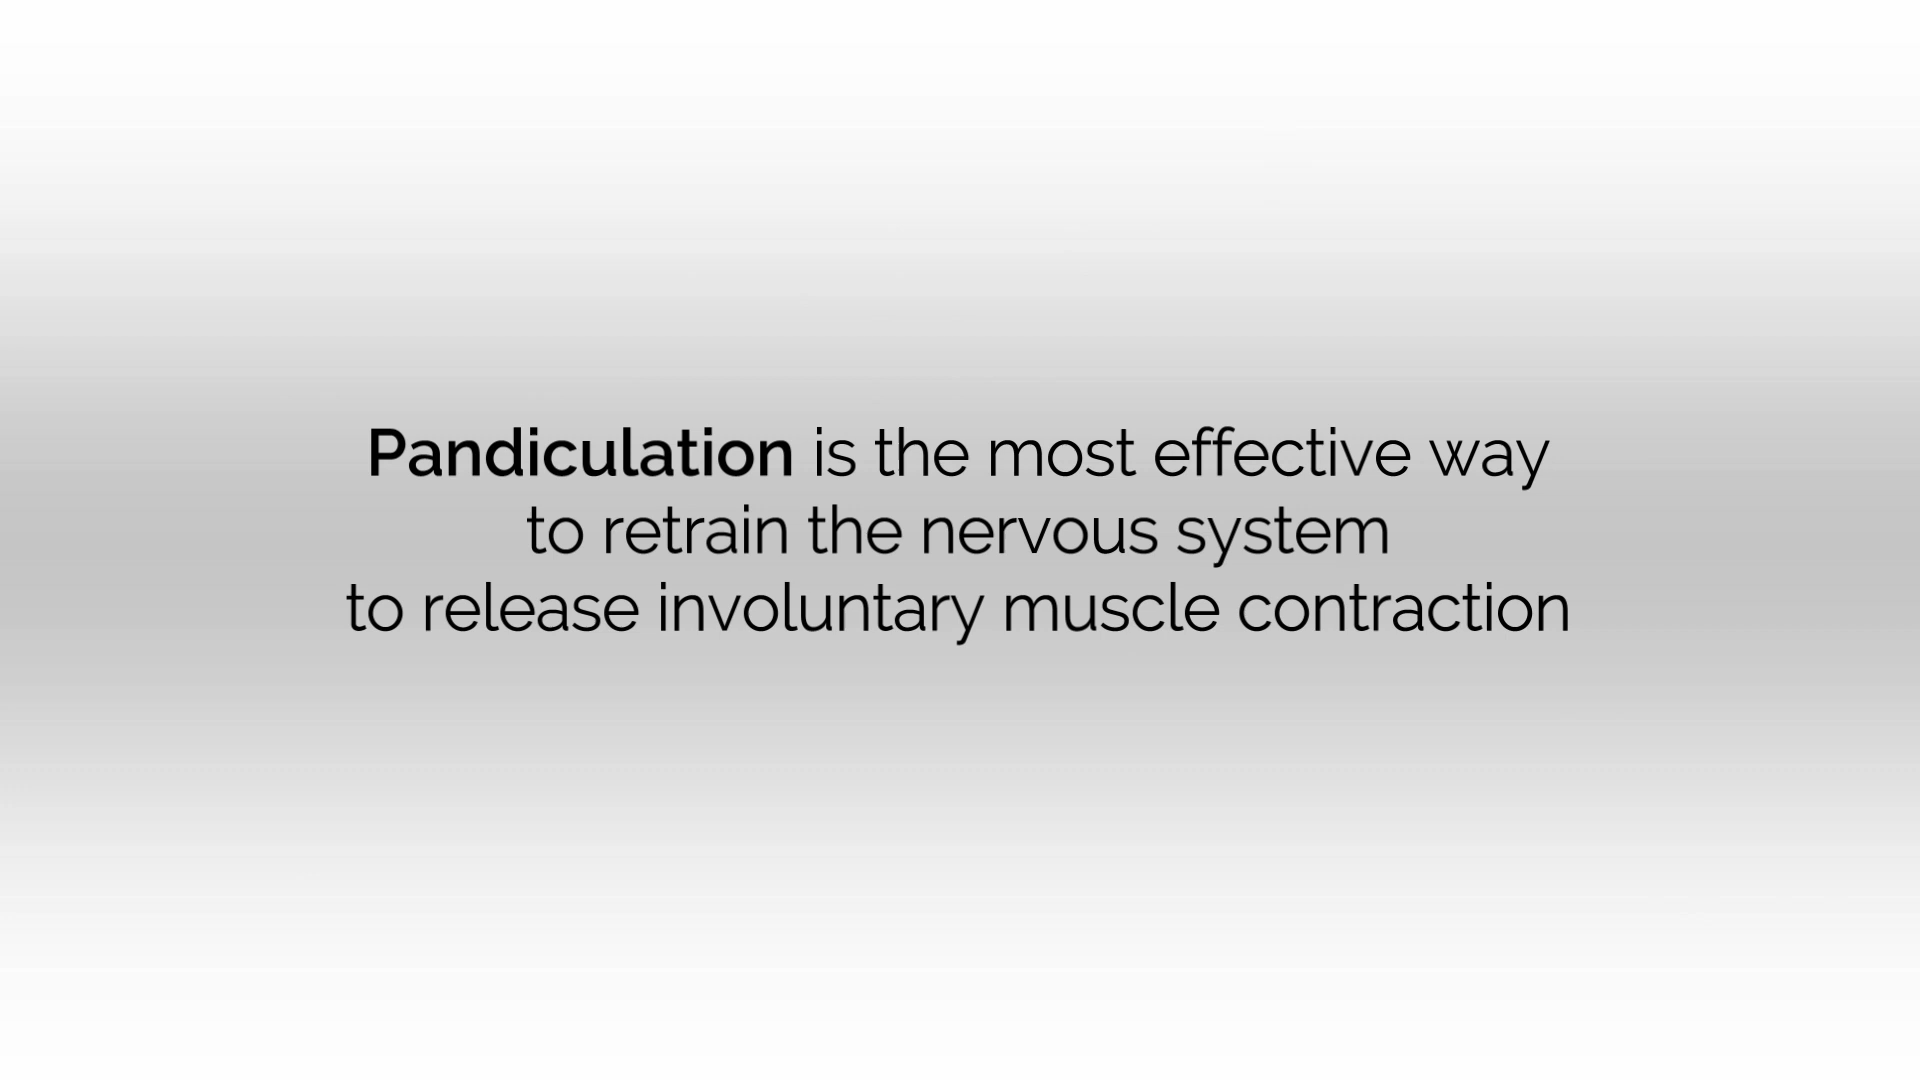 Pandiculation is the most effective way
to retrain the nervous system
to release involuntary muscle contraction